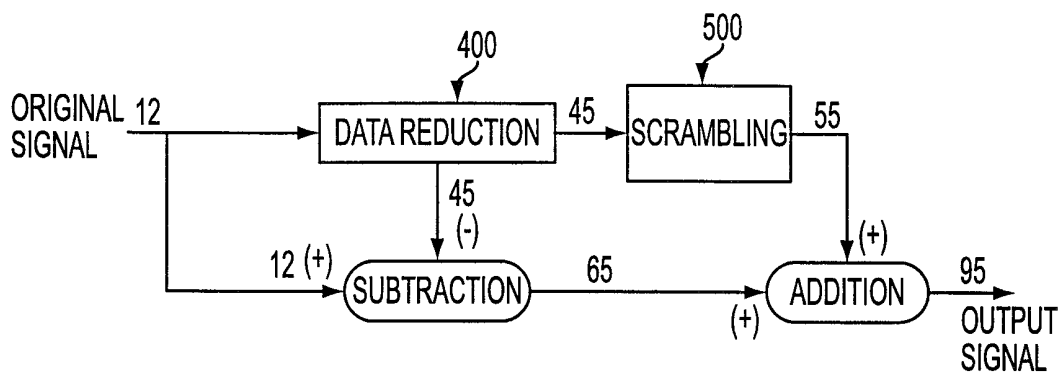 400
500
ORIGINAL
SIGNAL
12
DATA REDUCTION
45
SCRAMBLING
55
45
(-)
(+)
12 (+)
SUBTRACTION
65
(+)
ADDITION
95
OUTPUT
SIGNAL